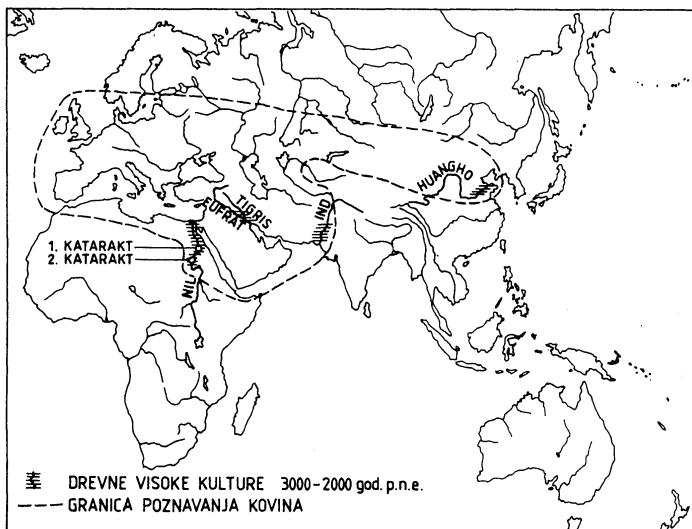 HUANGHO
TIGRIS
EUFRAT
IND
1. KATARAKT
2. KATARAKT
NIL
DREVNE VISOKE KULTURE 3000-2000 god. p.n.e.
GRANICA POZNAVANJA KOVINA